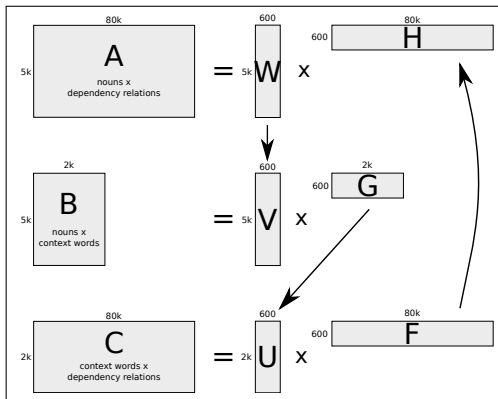 80k
600
80k
A
nouns x
dependency relations
5k
=
5k
W
x
600
H
2k
600
2k
B
nouns x
context words
5k
=
5k
V
x
600
G
80k
600
80k
C
context words x
dependency relations
2k
=
2k
U
x
600
F